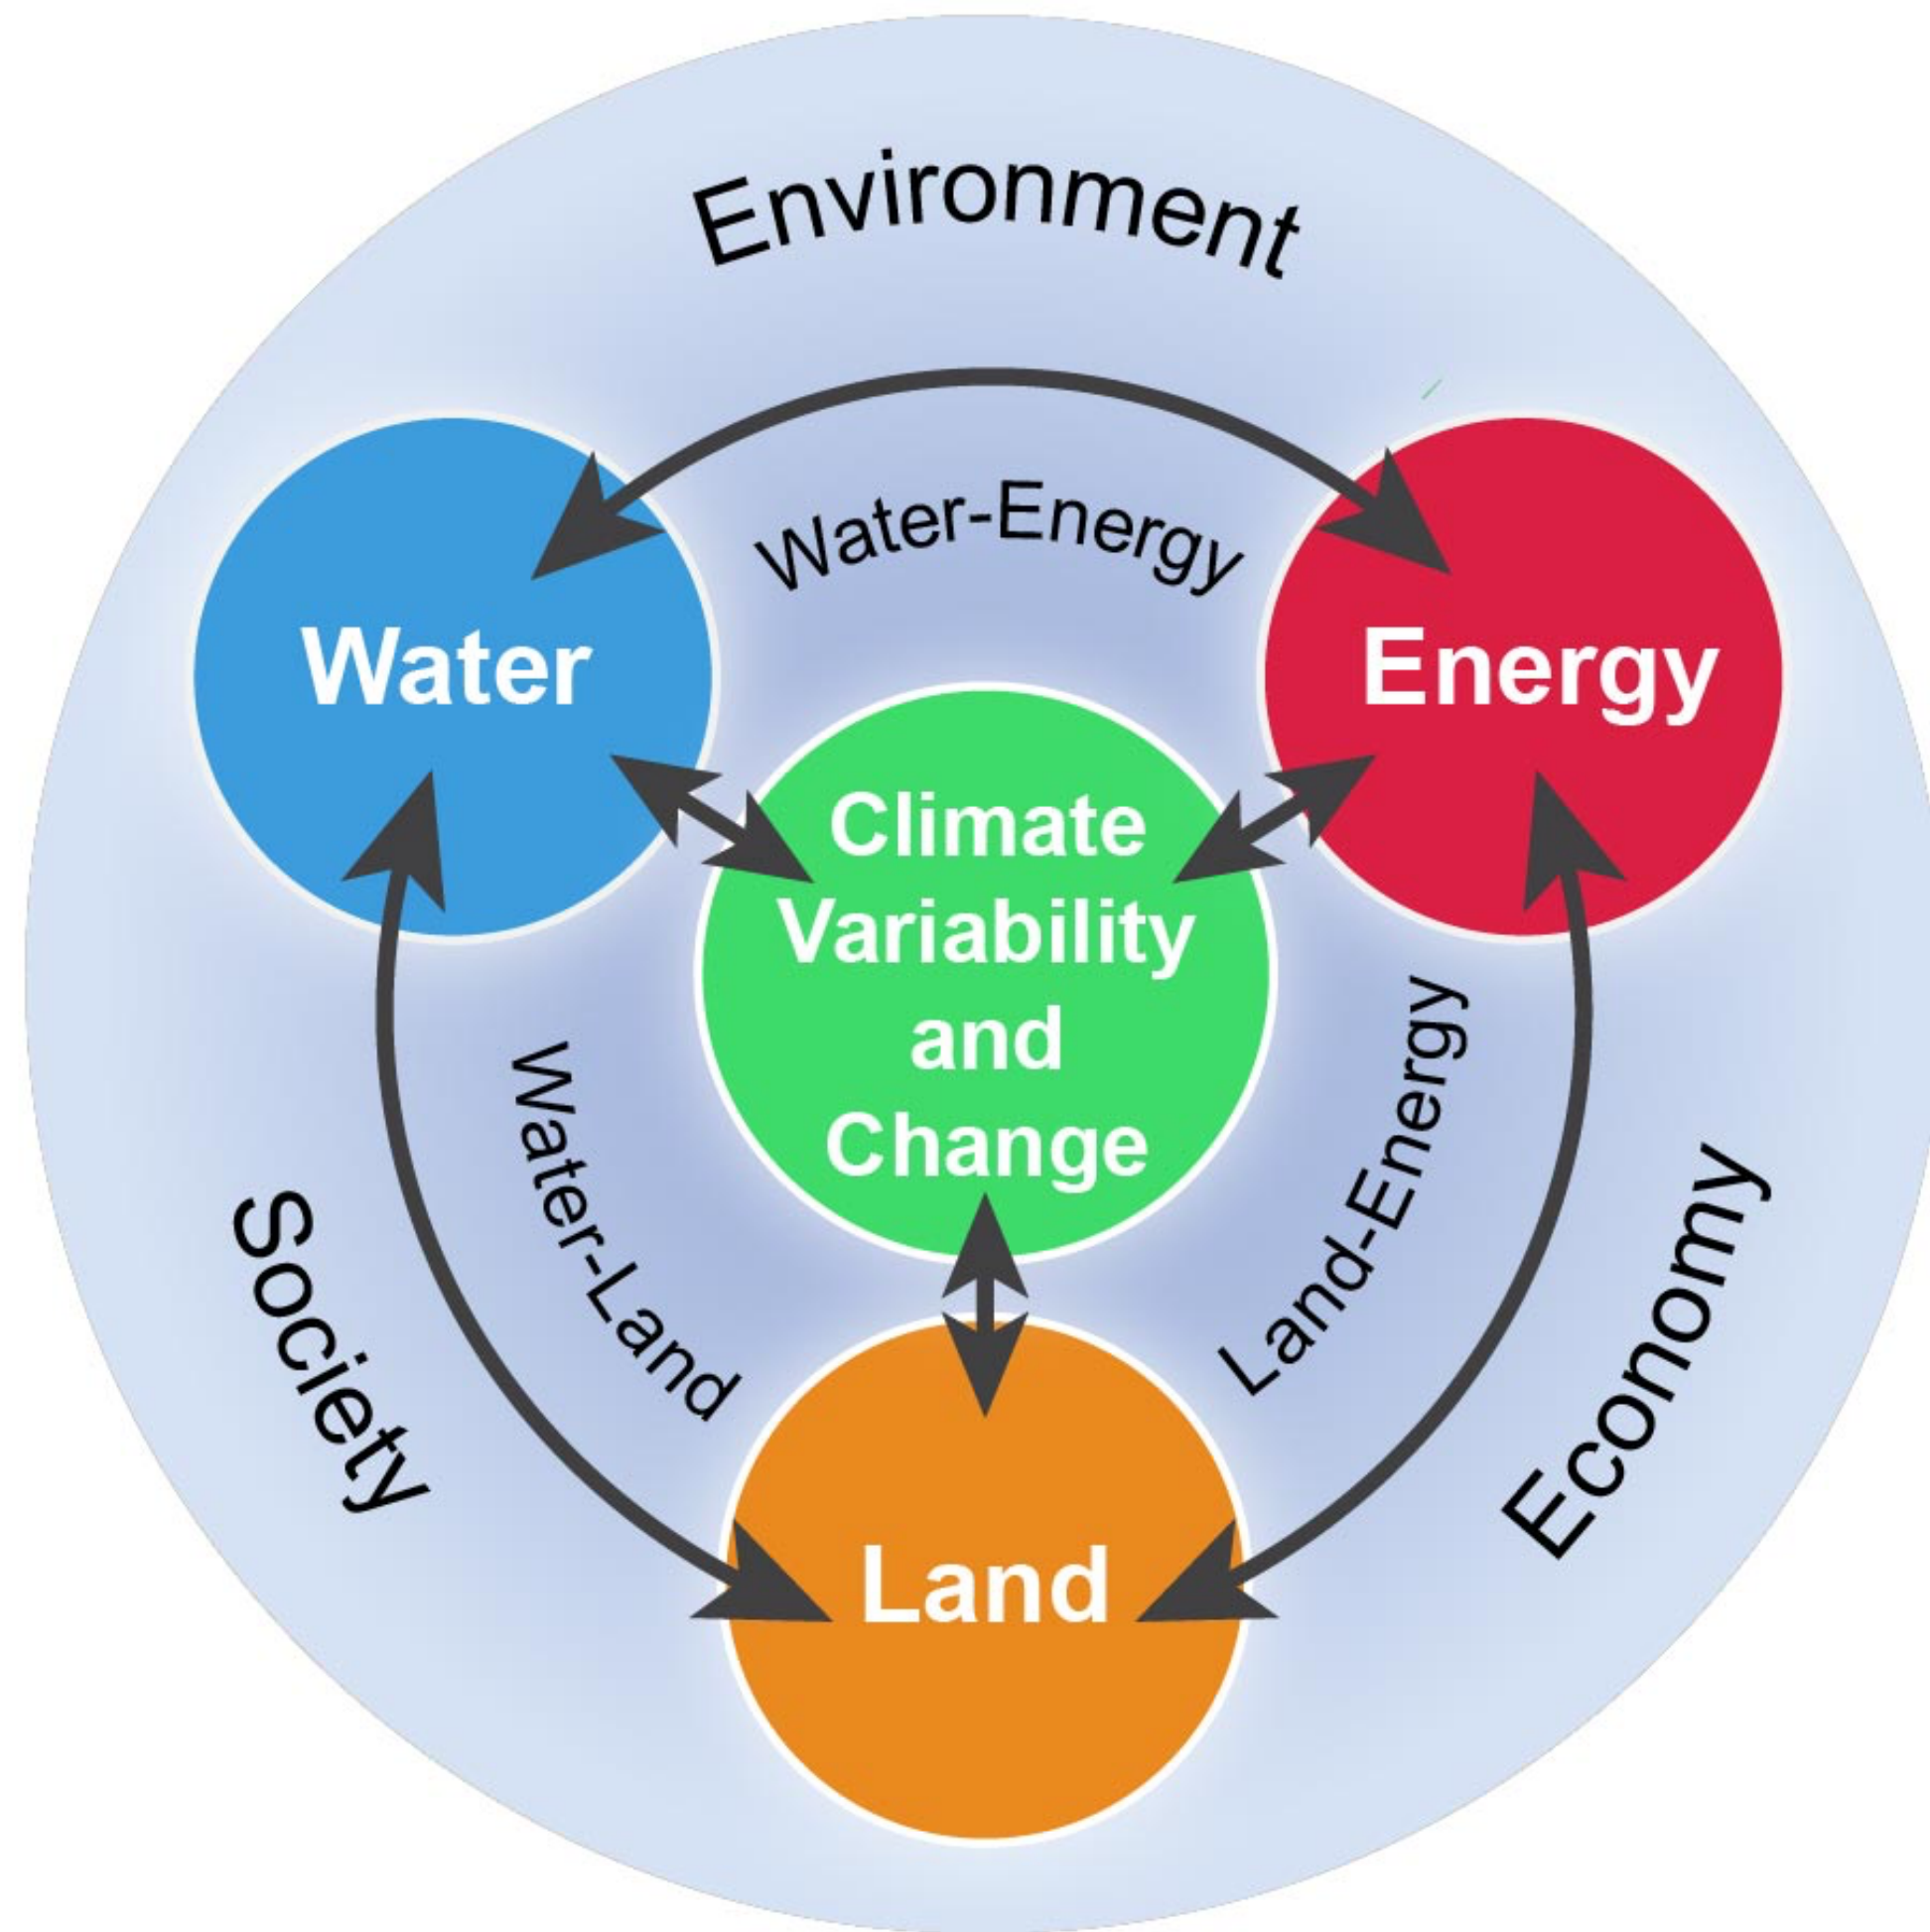 Environment
Water-Energy
Water
Energy
Climate
Variability
and
Change
Water-Land
Land-Energy
Society
Economy
Land